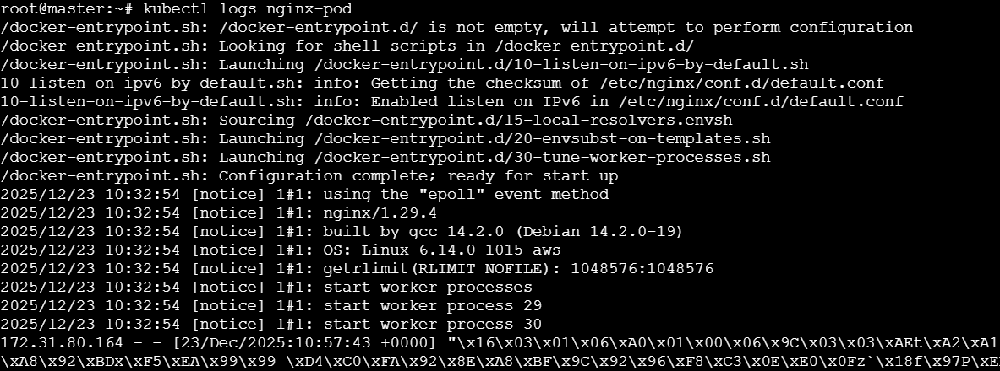 root@master:~# kubectl logs nginx-pod
/docker-entrypoint.sh: /docker-entrypoint.d/ is not empty, will attempt to perform configuration
/docker-entrypoint.sh: Looking for shell scripts in /docker-entrypoint.d/
/docker-entrypoint.sh: Launching /docker-entrypoint.d/10-listen-on-ipv6-by-default.sh
10-listen-on-ipv6-by-default.sh: info: Getting the checksum of /etc/nginx/conf.d/default.conf
10-listen-on-ipv6-by-default.sh: info: Enabled listen on IPv6 in /etc/nginx/conf.d/default.conf
/docker-entrypoint.sh: Sourcing /docker-entrypoint.d/15-local-resolvers.envsh
/docker-entrypoint.sh: Launching /docker-entrypoint.d/20-envsubst-on-templates.sh
/docker-entrypoint.sh: Launching /docker-entrypoint.d/30-tune-worker-processes.sh
/docker-entrypoint.sh: Configuration complete; ready for start up
2025/12/23 10:32:54 [notice] 1#1: using the "epoll" event method
2025/12/23 10:32:54 [notice] 1#1: nginx/1.29.4
2025/12/23 10:32:54 [notice] 1#1: built by gcc 14.2.0 (Debian 14.2.0-19)
2025/12/23 10:32:54 [notice] 1#1: OS: Linux 6.14.0-1015-aws
2025/12/23 10:32:54 [notice] 1#1: getrlimit(RLIMIT_NOFILE): 1048576:1048576
2025/12/23 10:32:54 [notice] 1#1: start worker processes
2025/12/23 10:32:54 [notice] 1#1: start worker process 29
2025/12/23 10:32:54 [notice] 1#1: start worker process 30
172.31.80.164 - - [23/Dec/2025:10:57:43 +0000] "\x16\x03\x01\x06\xA0\x01\x00\x06\x9C\x03\x03\xAEt\xA2\xA1
\xA8\x92\xBDx\xF5\xEA\x99\x99 \xD4\xC0\xFA\x92\x8E\xA8\xBF\x9C\x92\x96\xF8\xC3\x0E\xE0\x0Fz`\x18f\x97P\xE